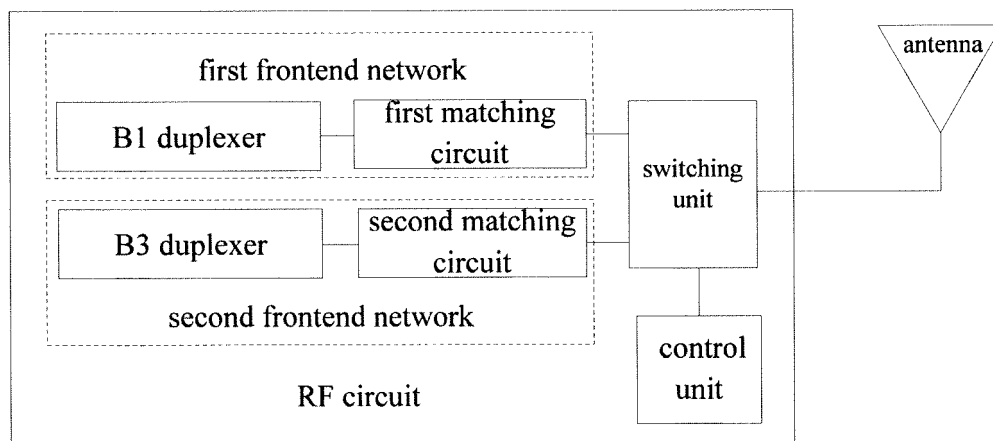 first frontend network
B1 duplexer
first matching
circuit
B3 duplexer
second matching
circuit
second frontend network
switching
unit
antenna
control
unit
RF circuit